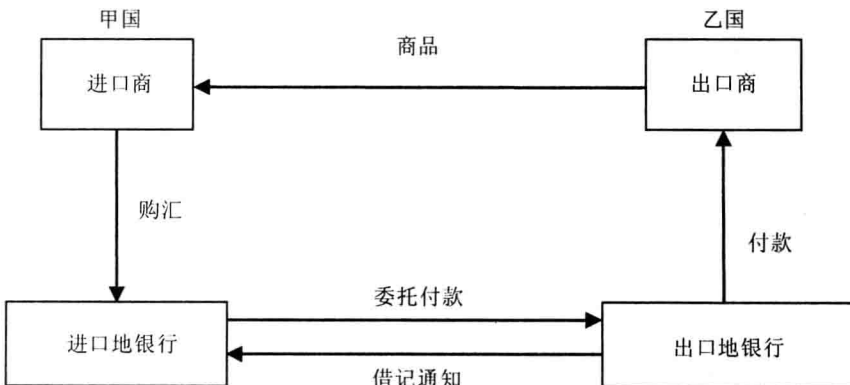 甲国
乙国
商品
进口商
出口商
购汇
付款
委托付款
进口地银行
出口地银行
借记通知